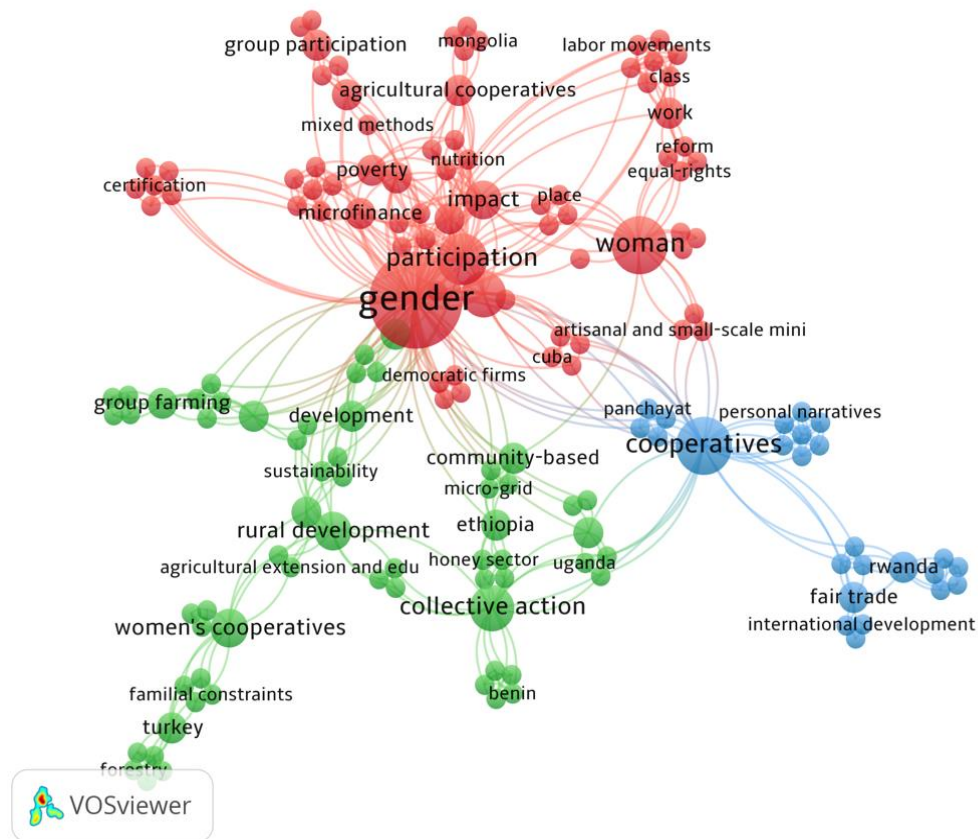 group participation
mongolia
labor movements
class
agricultural cooperatives
work
mixed methods
reform
nutrition
equal-rights
poverty
certification
place
impact
microfinance
woman
participation
gender
artisanal and small-scale mini
cuba
democratic firms
group farming
development
panchayat
personal narratives
cooperatives
community-based
sustainability
micro-grid
rural development
ethiopia
honey sector
uganda
agricultural extension and edu
rwanda
fair trade
collective action
international development
women's cooperatives
familial constraints
benin
turkey
forestry
VOSviewer